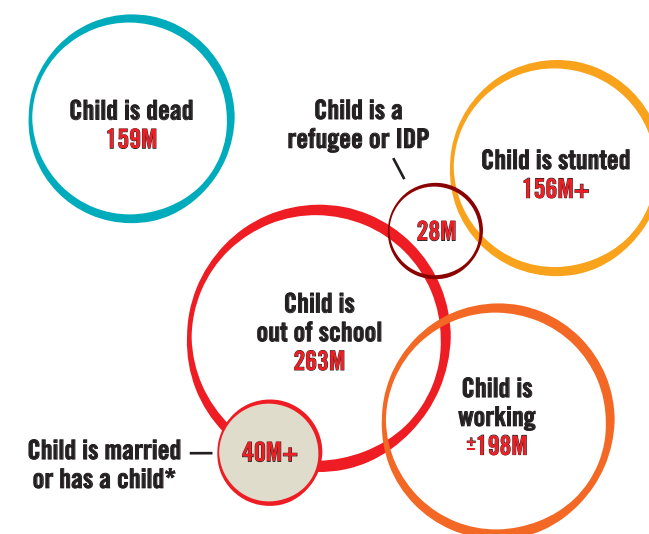 Child is dead
159M
Child is a
refugee or IDP
Child is stunted
156M+
28M
Child is
out of school
263M
Child is
working
±198M
Child is married
or has a child*
40M+